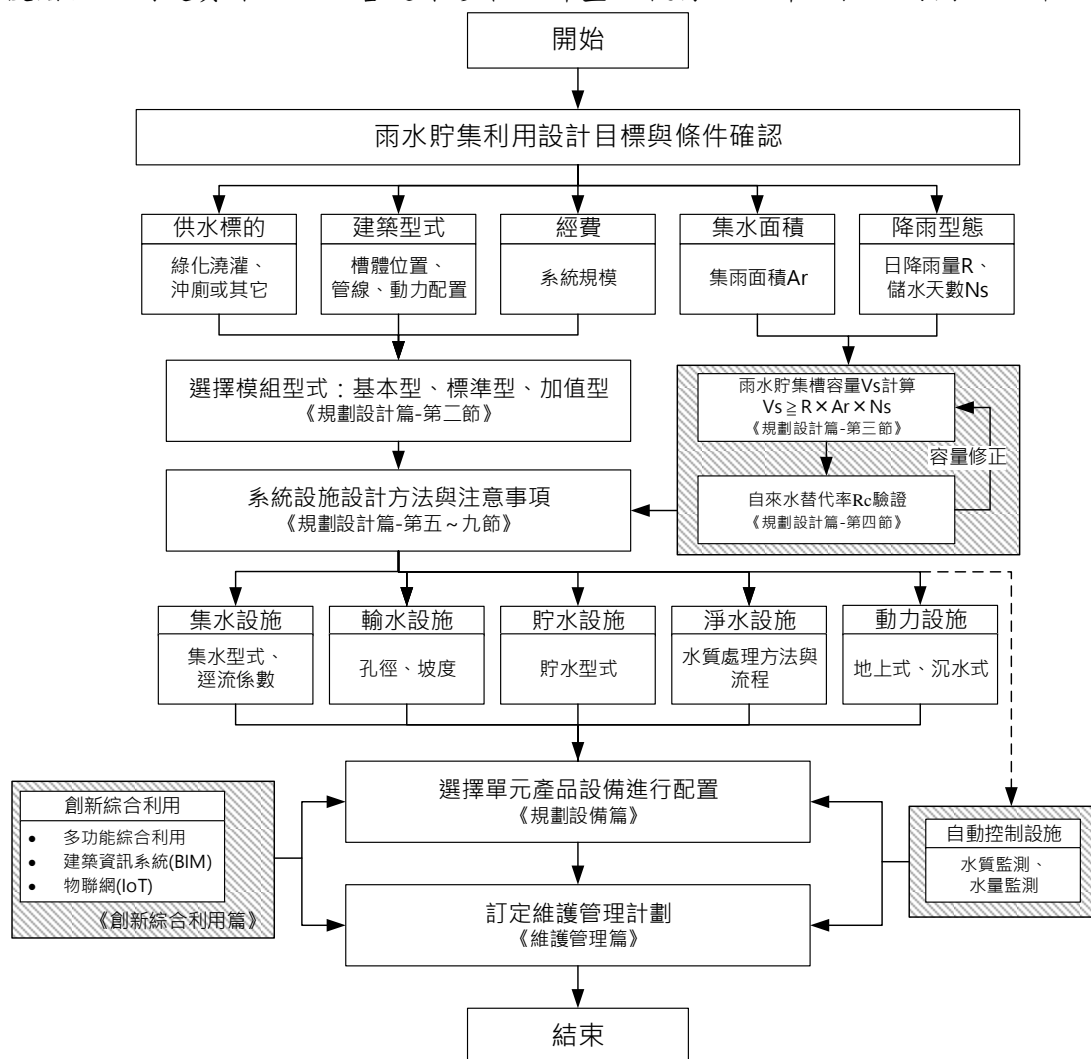 開始
雨水貯集利用設計目標與條件確認
供水標的
綠化澆灌、
沖廁或其它
建築型式
槽體位置、
管線、動力配置
經費
系統規模
集水面積
集雨面積Ar
降雨型態
日降雨量R、
儲水天數Ns
選擇模組型式：基本型、標準型、加值型
《規劃設計篇-第二節》
雨水貯集槽容量Vs計算
Vs≧R×Ar×Ns
《規劃設計篇-第三節》
容量修正
自來水替代率Rc驗證
《規劃設計篇-第四節》
系統設施設計方法與注意事項
《規劃設計篇-第五～九節》
集水設施
集水型式、
逕流係數
輸水設施
孔徑、坡度
貯水設施
貯水型式
淨水設施
水質處理方法與
流程
動力設施
地上式、沉水式
選擇單元產品設備進行配置
《規劃設備篇》
創新綜合利用
• 多功能綜合利用
• 建築資訊系統(BIM)
• 物聯網(IoT)
《創新綜合利用篇》
自動控制設施
水質監測、
水量監測
訂定維護管理計劃
《維護管理篇》
結束